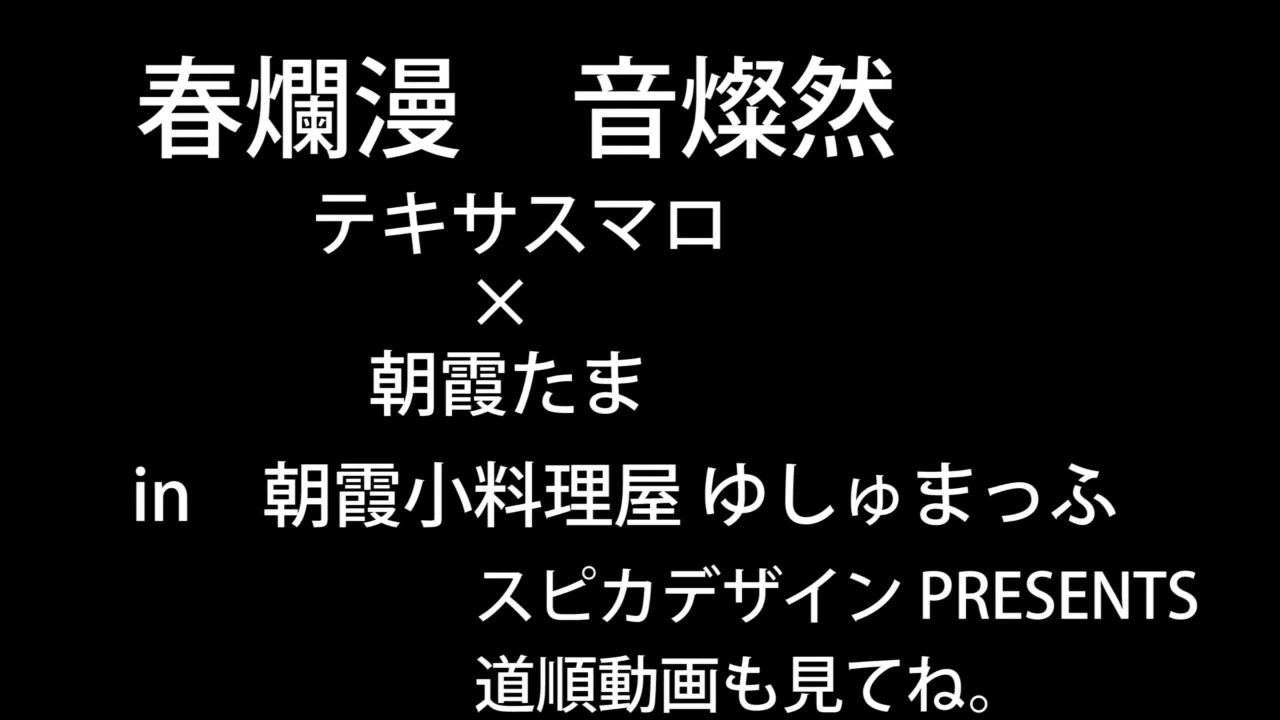 春爛漫　音燦然
テキサスマロ
×
朝霞たま
in　朝霞小料理屋 ゆしゅまっふ
スピカデザイン PRESENTS
道順動画も見てね。